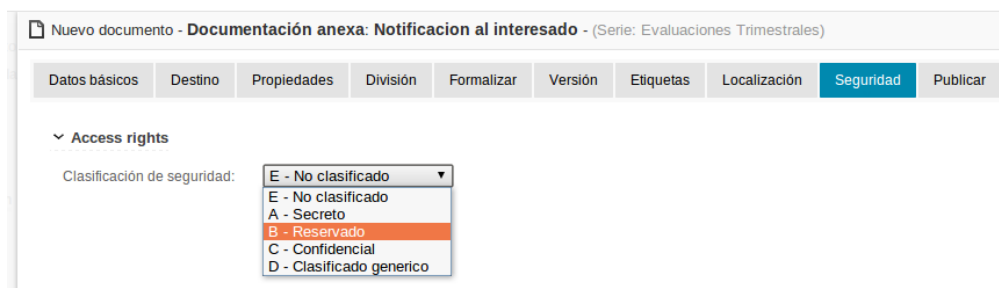 Nuevo documento - Documentación anexa: Notificacion al interesado - (Serie: Evaluaciones Trimestrales)
Datos básicos Destino Propiedades División Formalizar Versión Etiquetas Localización Seguridad Publicar
Access rights
Clasificación de seguridad: E - No clasificado
E - No clasificado
A - Secreto
B - Reservado
C - Confidencial
D - Clasificado generico